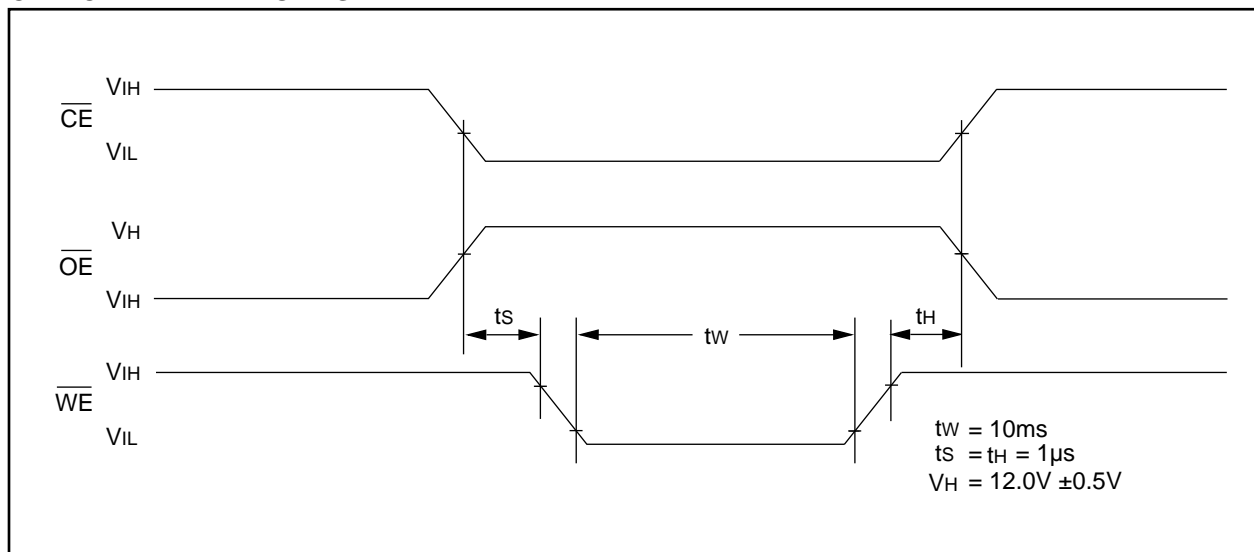 VIH
CE
VIL
VH
OE
VIH
tS
tW
tH
VIH
WE
VIL
tW = 10ms
tS = tH = 1µs
VH = 12.0V ±0.5V